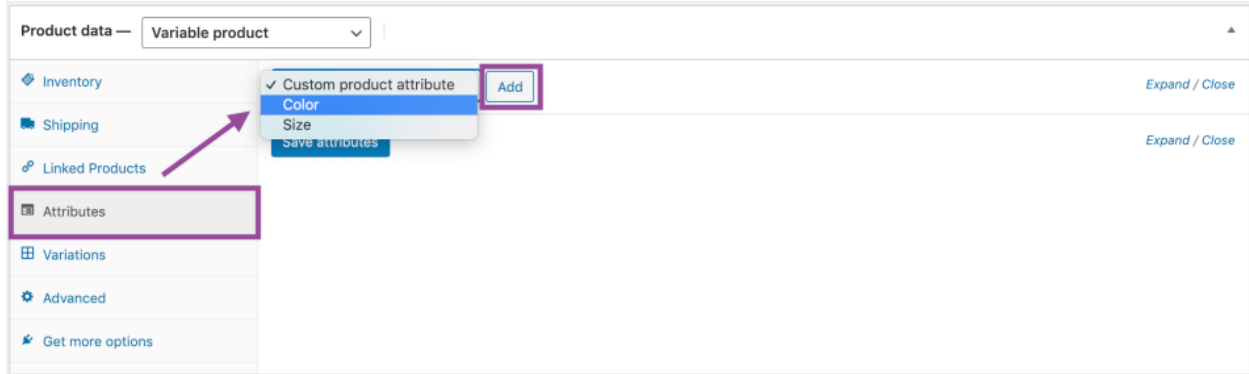 Product data — Variable product
Inventory
✓ Custom product attribute
Add
Expand / Close
Color
Size
Shipping
Save attributes
Expand / Close
Linked Products
Attributes
Variations
Advanced
Get more options